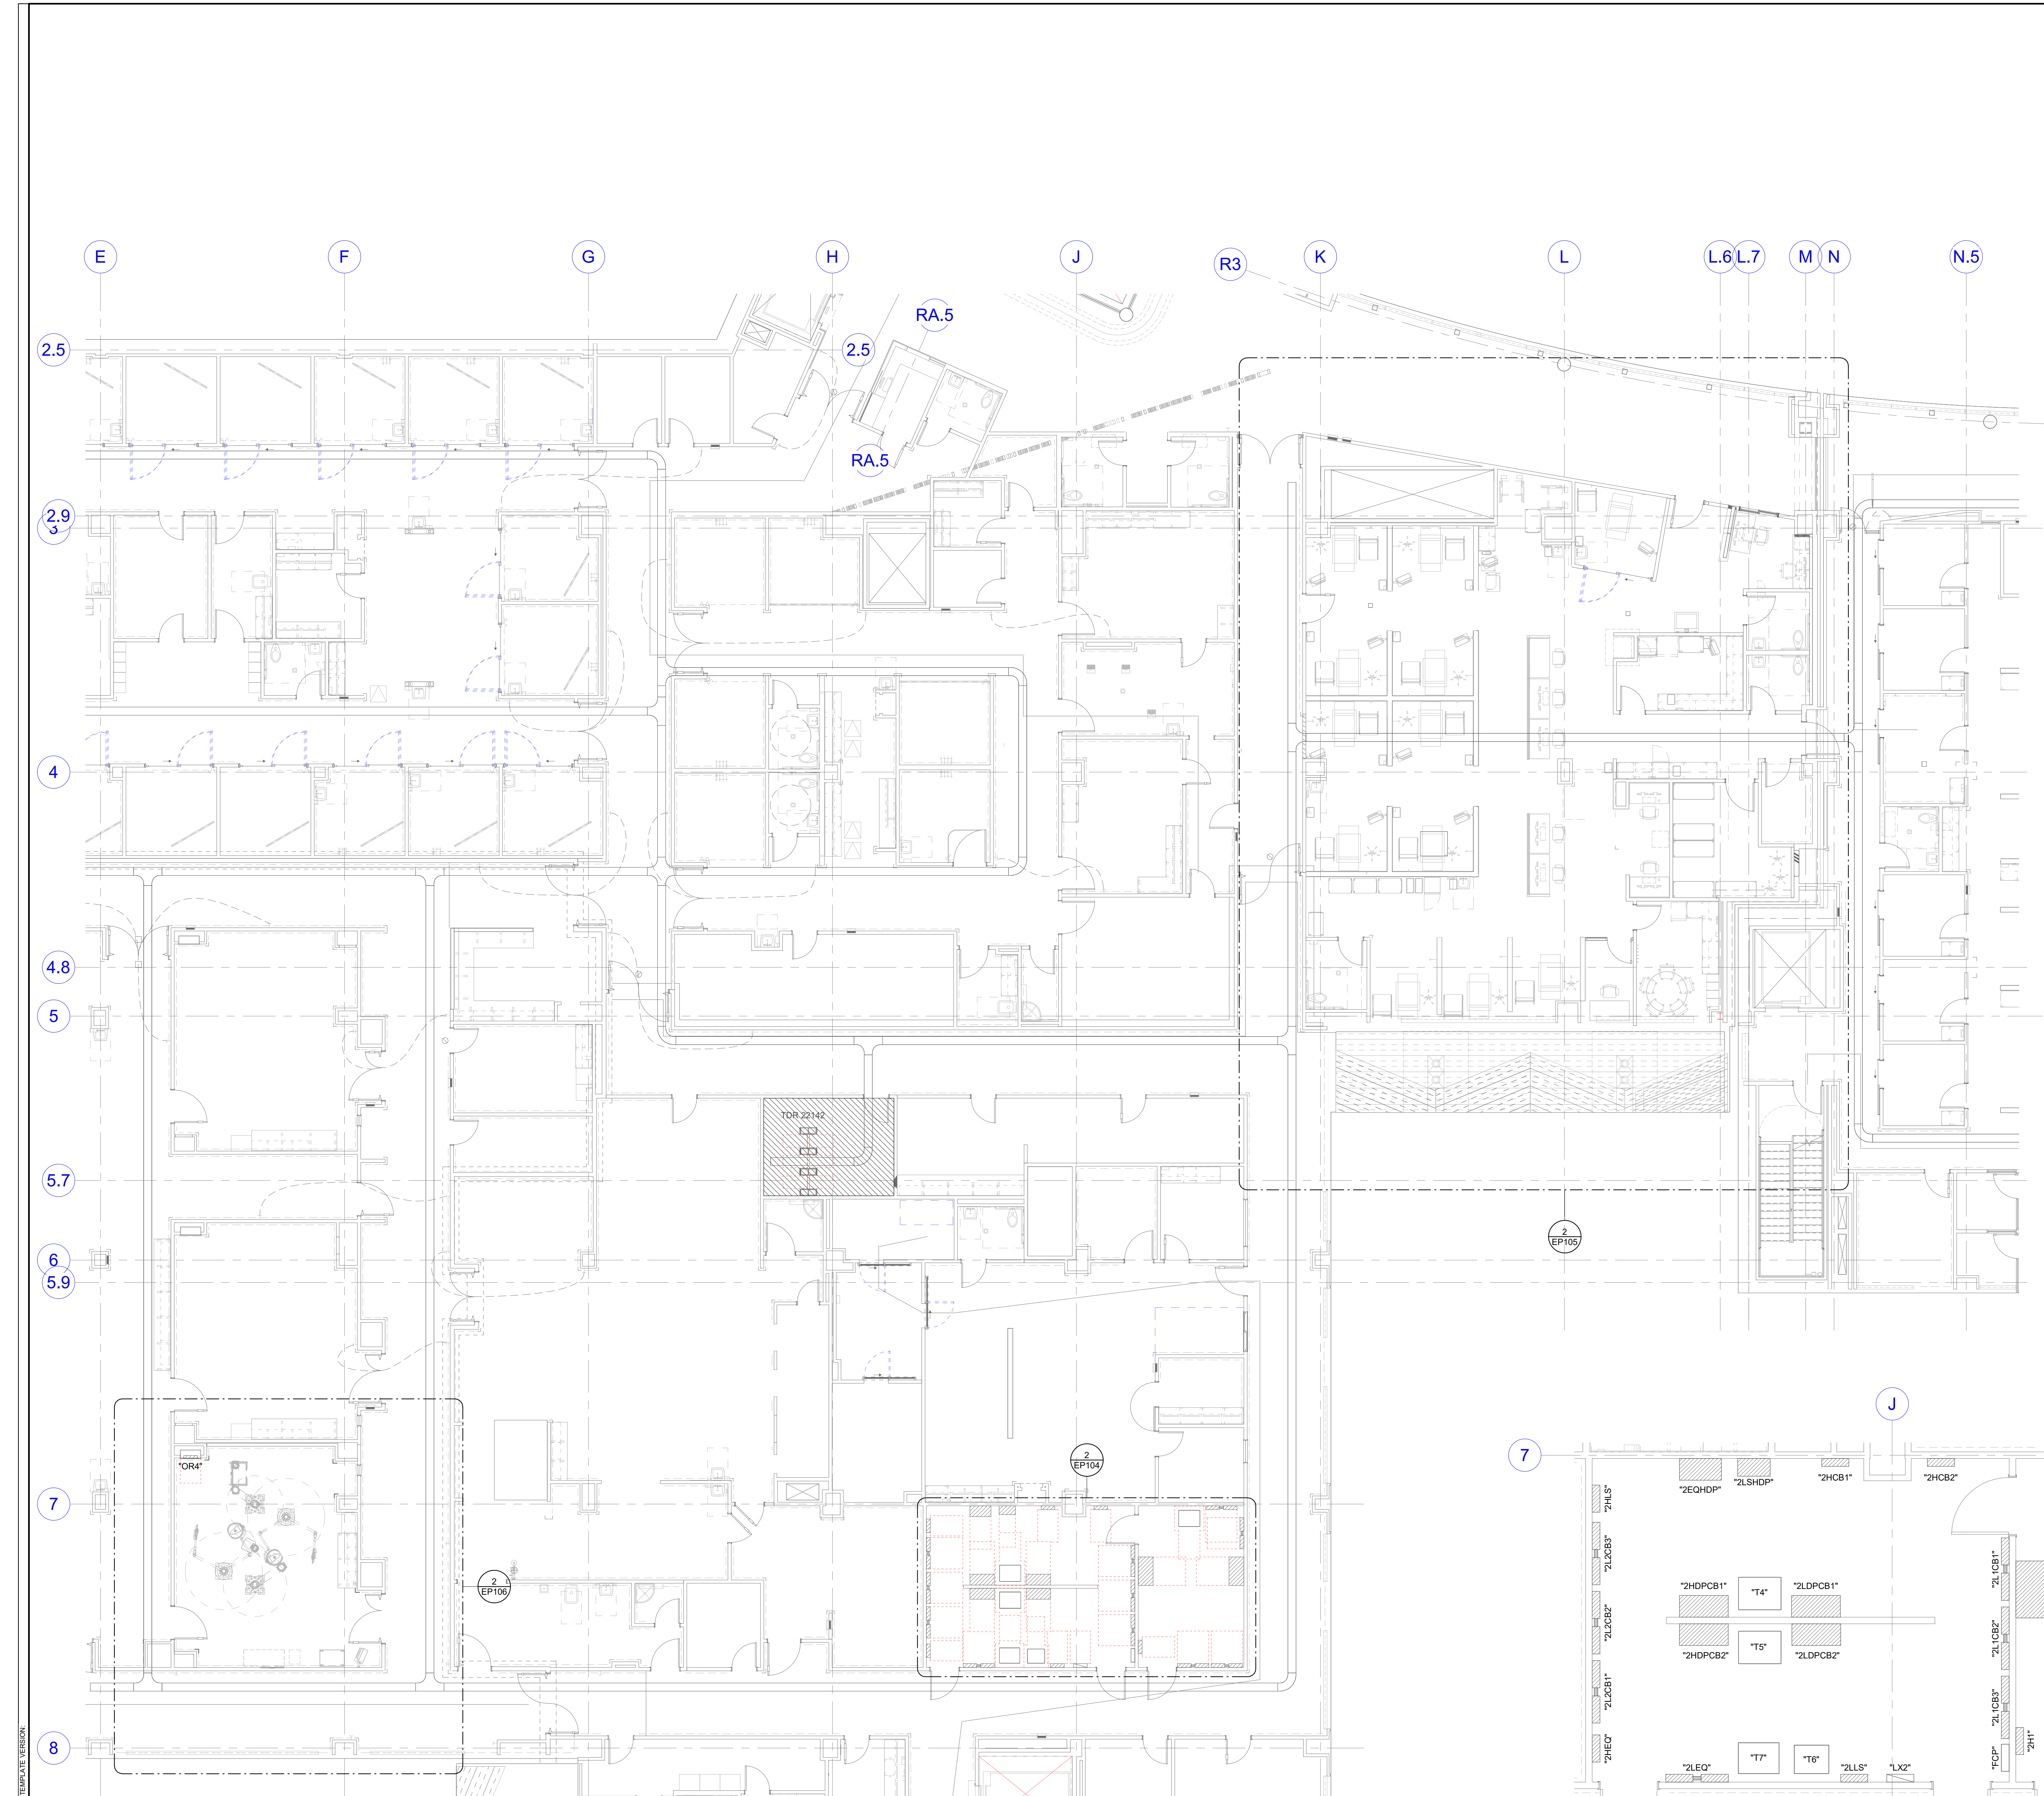 E F G H J R3 K L L.6 L.7 M N N.5
RA.5
2.5
2.5
RA.5
2.9
3
4
4.8
5
TDR 22142
5.7
2
EP105
6
5.9
J
7
2
EP104
"OR4"
7
2
EP106
8
"2EQHDP"
"2LSHDP"
"2HCB1"
"2HCB2"
"2HLS"
"2L2CB3"
"2L2CB2"
"2L2CB1"
"2HEQ"
"2HDPCB1"
"T4"
"2LDPCB1"
"2HDPCB2"
"T5"
"2LDPCB2"
"2L1CB1"
"2L1CB2"
"2L1CB3"
"FCP"
"2H1"
"2LEQ"
"T7"
"T6"
"2LLS"
"LX2"
TEMPLATE VERSION: